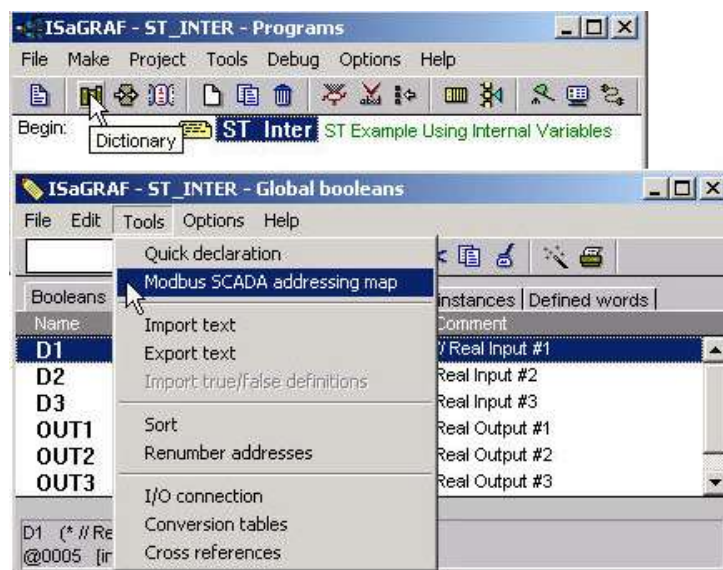 ISaGRAF - ST_INTER - Programs
File Make Project Tools Debug Options Help
Begin: ST_Inter ST Example Using Internal Variables
Dictionary
ISaGRAF - ST_INTER - Global booleans
File Edit Tools Options Help
Quick declaration
Modbus SCADA addressing map
Booleans instances Defined words
Name Comment
Import text
Export text
Import true/false definitions
Sort
Renumber addresses
I/O connection
Conversion tables
Cross references
D1 // Real Input #1
D2 Real Input #2
D3 Real Input #3
OUT1 Real Output #1
OUT2 Real Output #2
OUT3 Real Output #3
D1 (* // Re
@0005